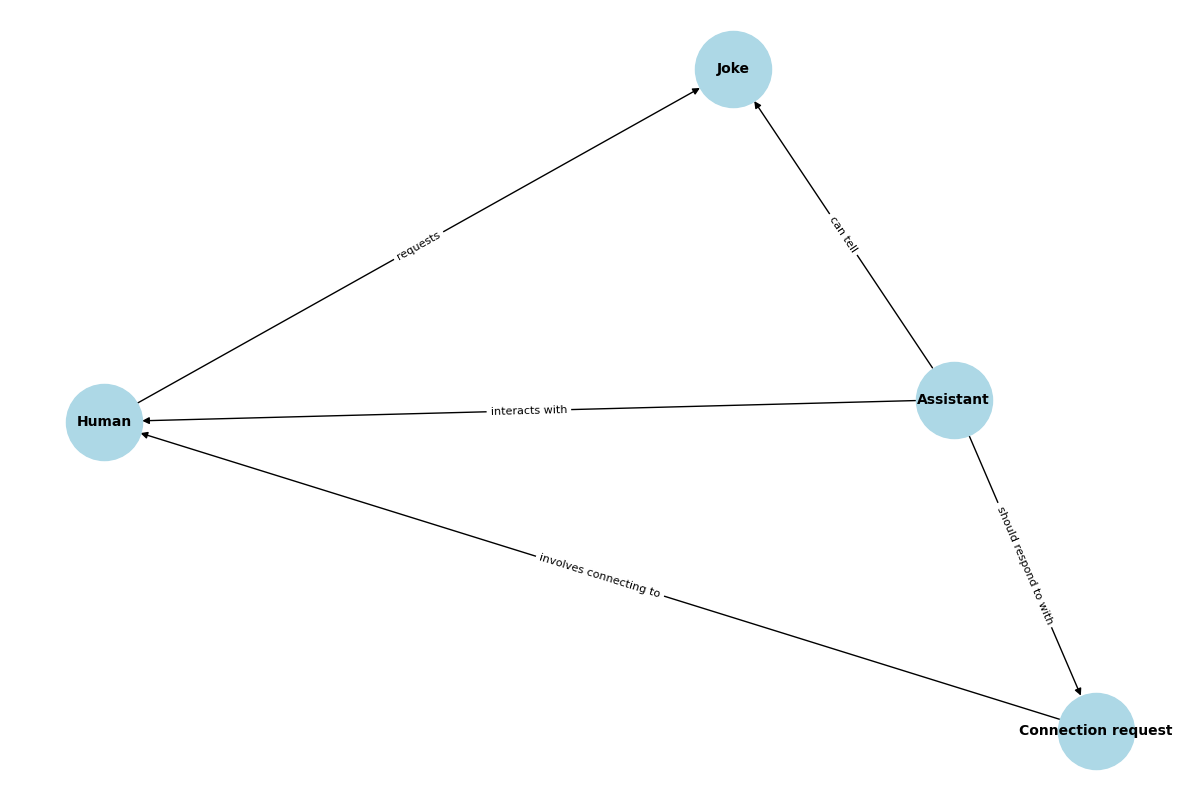 Joke
requests
can tell
Assistant
interacts with
Human
involves connecting to
should respond to with
Connection request